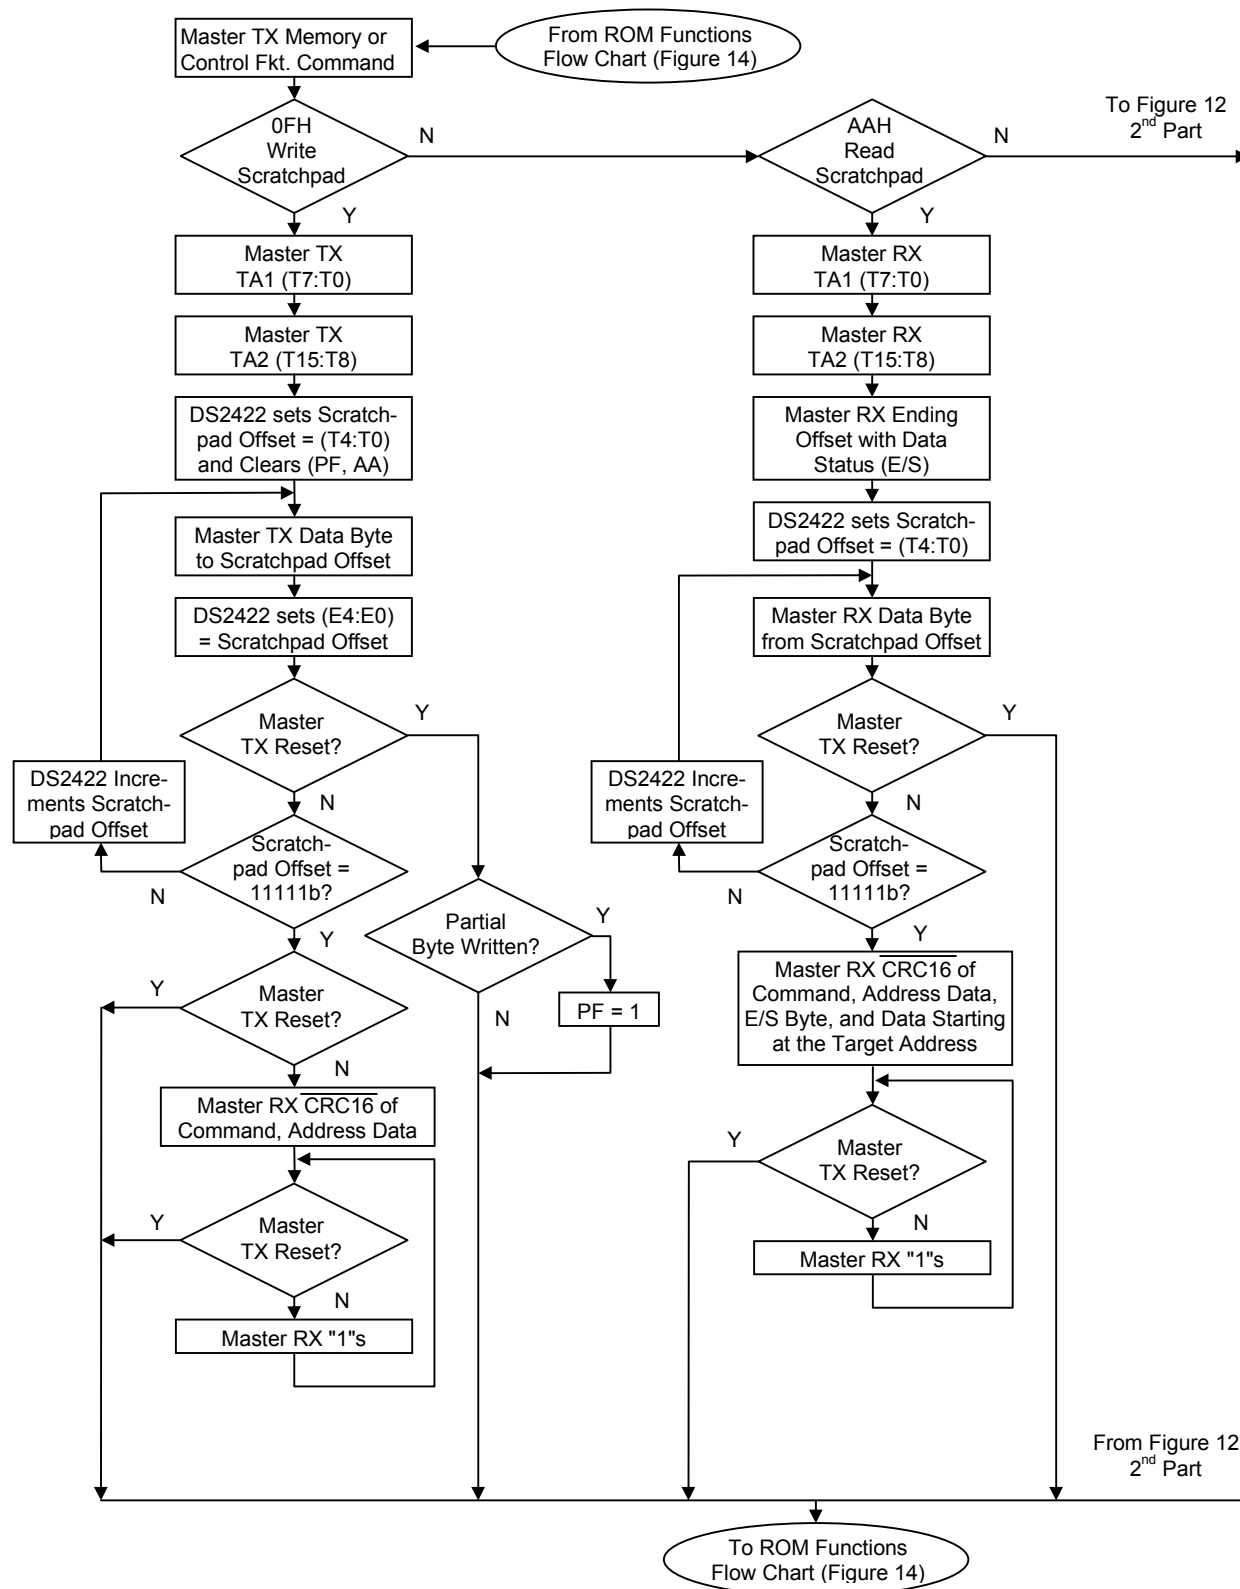 Master TX Memory or
Control Fkt. Command
From ROM Functions
Flow Chart (Figure 14)
To Figure 12
2nd Part
0FH
Write
Scratchpad
N
Y
AAH
Read
Scratchpad
N
Y
Master TX
TA1 (T7:T0)
Master TX
TA2 (T15:T8)
DS2422 sets Scratch-
pad Offset = (T4:T0)
and Clears (PF, AA)
Master TX Data Byte
to Scratchpad Offset
DS2422 sets (E4:E0)
= Scratchpad Offset
Master
TX Reset?
Y
N
DS2422 Incre-
ments Scratch-
pad Offset
Scratch-
pad Offset =
11111b?
N
Y
Partial
Byte Written?
Y
N
PF = 1
Master
TX Reset?
Y
N
Master RX CRC16 of
Command, Address Data
Master
TX Reset?
Y
N
Master RX "1"s
Master RX
TA1 (T7:T0)
Master RX
TA2 (T15:T8)
Master RX Ending
Offset with Data
Status (E/S)
DS2422 sets Scratch-
pad Offset = (T4:T0)
Master RX Data Byte
from Scratchpad Offset
Master
TX Reset?
Y
N
DS2422 Incre-
ments Scratch-
pad Offset
Scratch-
pad Offset =
11111b?
N
Y
Master RX CRC16 of
Command, Address Data,
E/S Byte, and Data Starting
at the Target Address
Master
TX Reset?
Y
N
Master RX "1"s
From Figure 12
2nd Part
To ROM Functions
Flow Chart (Figure 14)